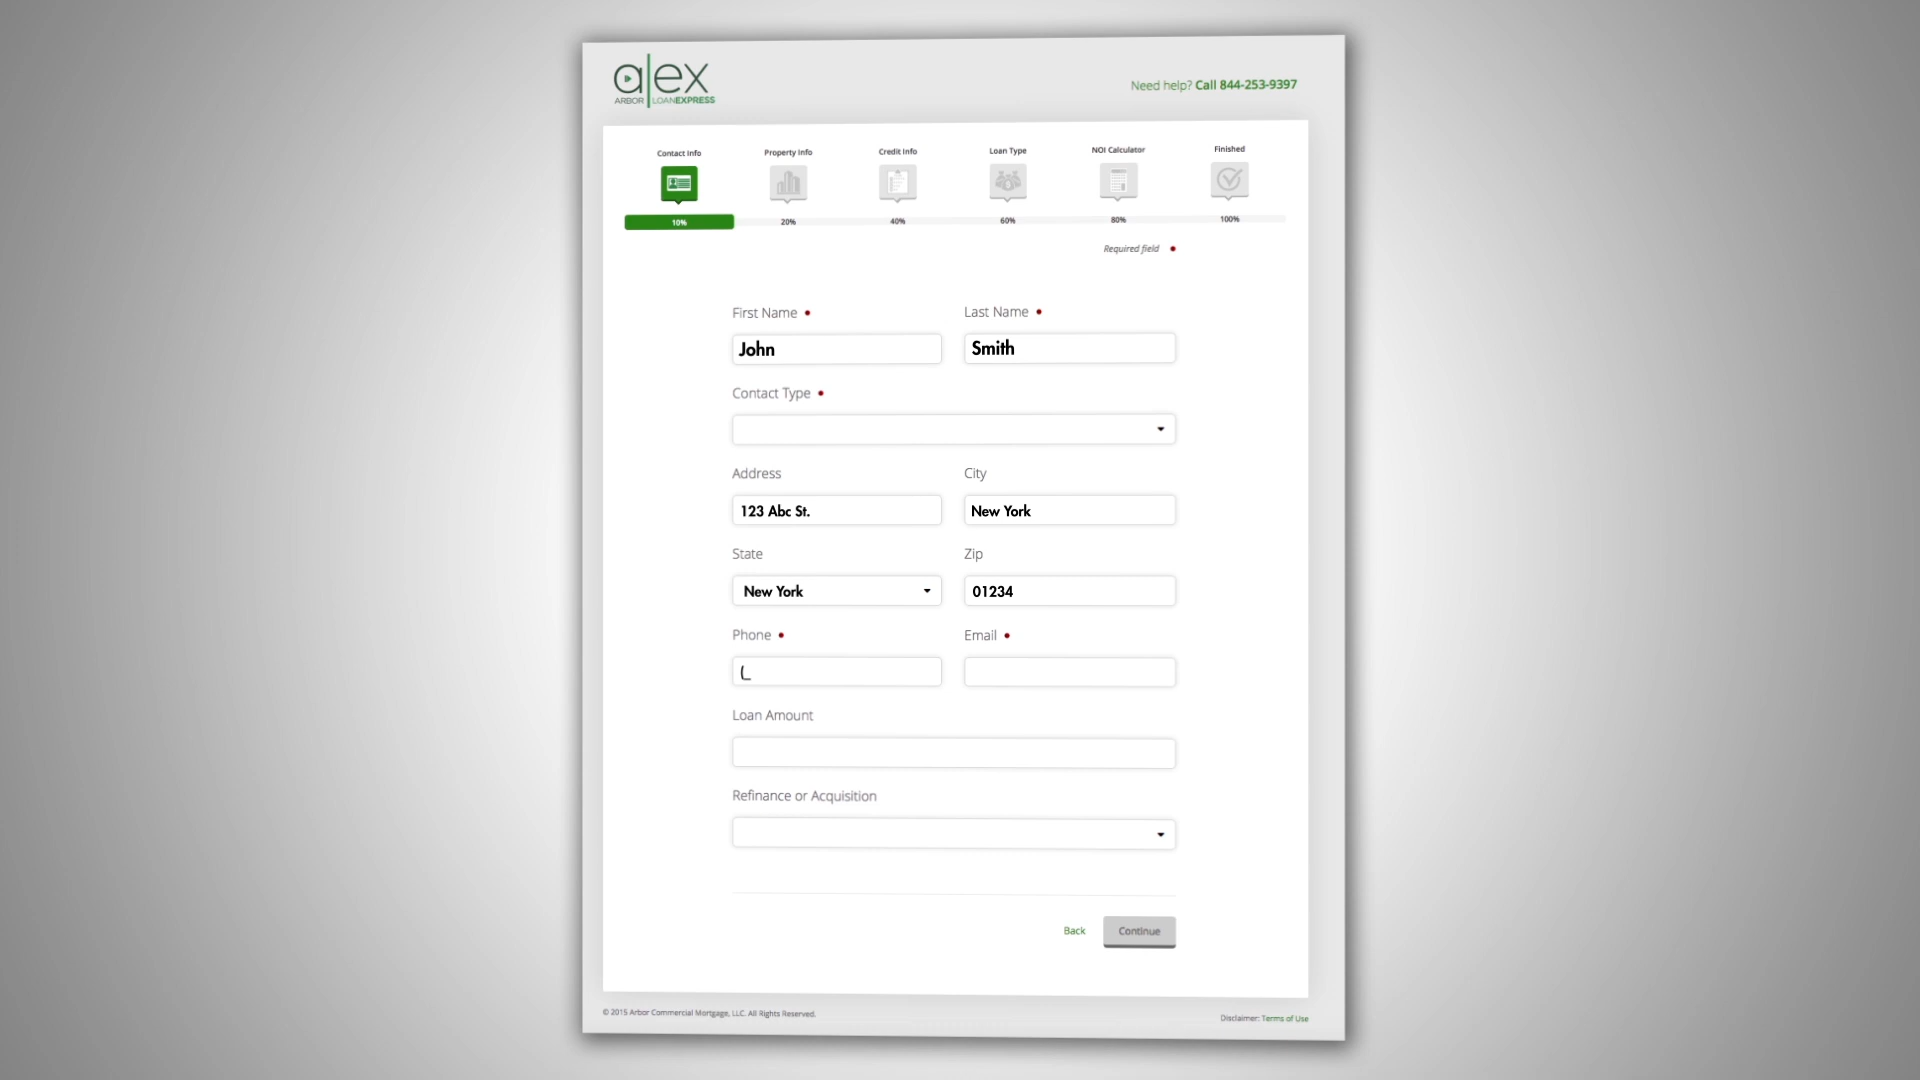 alex
ARBOR LOANEXPRESS
Need help? Call 844-253-9397
Contact Info Property Info Credit Info Loan Type NOI Calculator Finished
10% 20% 40% 60% 80% 100%
Required field
First Name Last Name
John Smith
Contact Type
Address City
123 Abc St. New York
State Zip
New York 01234
Phone Email
(_
Loan Amount
Refinance or Acquisition
Back Continue
© 2015 Arbor Commercial Mortgage, LLC. All Rights Reserved.
Disclaimer: Terms of Use